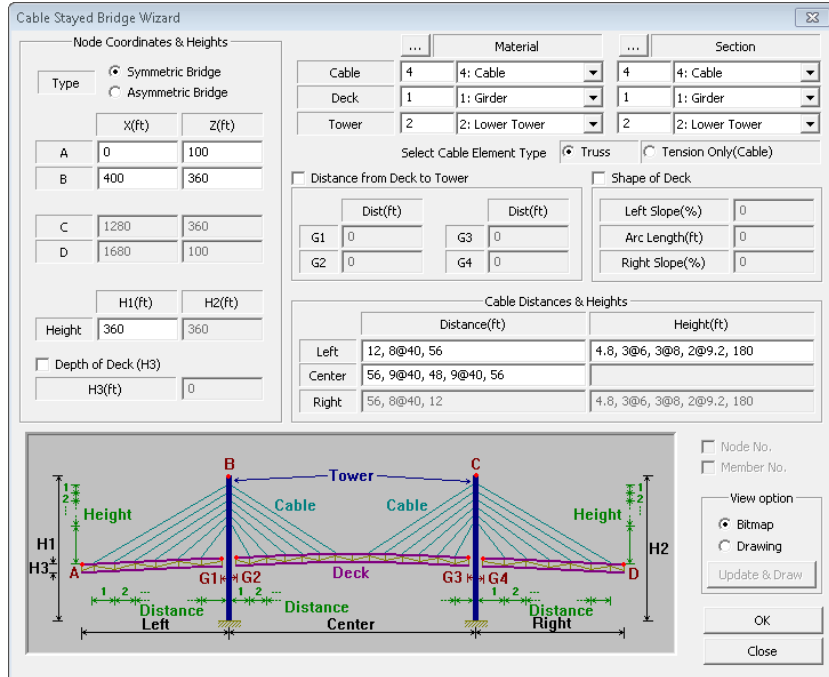 Cable Stayed Bridge Wizard
Node Coordinates & Heights
Type
Symmetric Bridge
Asymmetric Bridge
X(ft) Z(ft)
A 0 100
B 400 360
C 1280 360
D 1680 100
H1(ft) H2(ft)
Height 360 360
Depth of Deck (H3)
H3(ft) 0
... Material ... Section
Cable 4 4: Cable 4 4: Cable
Deck 1 1: Girder 1 1: Girder
Tower 2 2: Lower Tower 2 2: Lower Tower
Select Cable Element Type Truss Tension Only(Cable)
Distance from Deck to Tower
Dist(ft) Dist(ft)
G1 0 G3 0
G2 0 G4 0
Shape of Deck
Left Slope(%) 0
Arc Length(ft) 0
Right Slope(%) 0
Cable Distances & Heights
Distance(ft) Height(ft)
Left 12, 8@40, 56 4.8, 3@6, 3@8, 2@9.2, 180
Center 56, 9@40, 48, 9@40, 56
Right 56, 8@40, 12 4.8, 3@6, 3@8, 2@9.2, 180
B C
Tower
1 1
2 2
Height Cable Cable Height
H1 H2
H3 A G1 G2 Deck G3 G4 D
1 2 ... ... 1 2 ... ... 1 2 ...
Distance Distance Distance
Left Center Right
Node No.
Member No.
View option
Bitmap
Drawing
Update & Draw
OK
Close